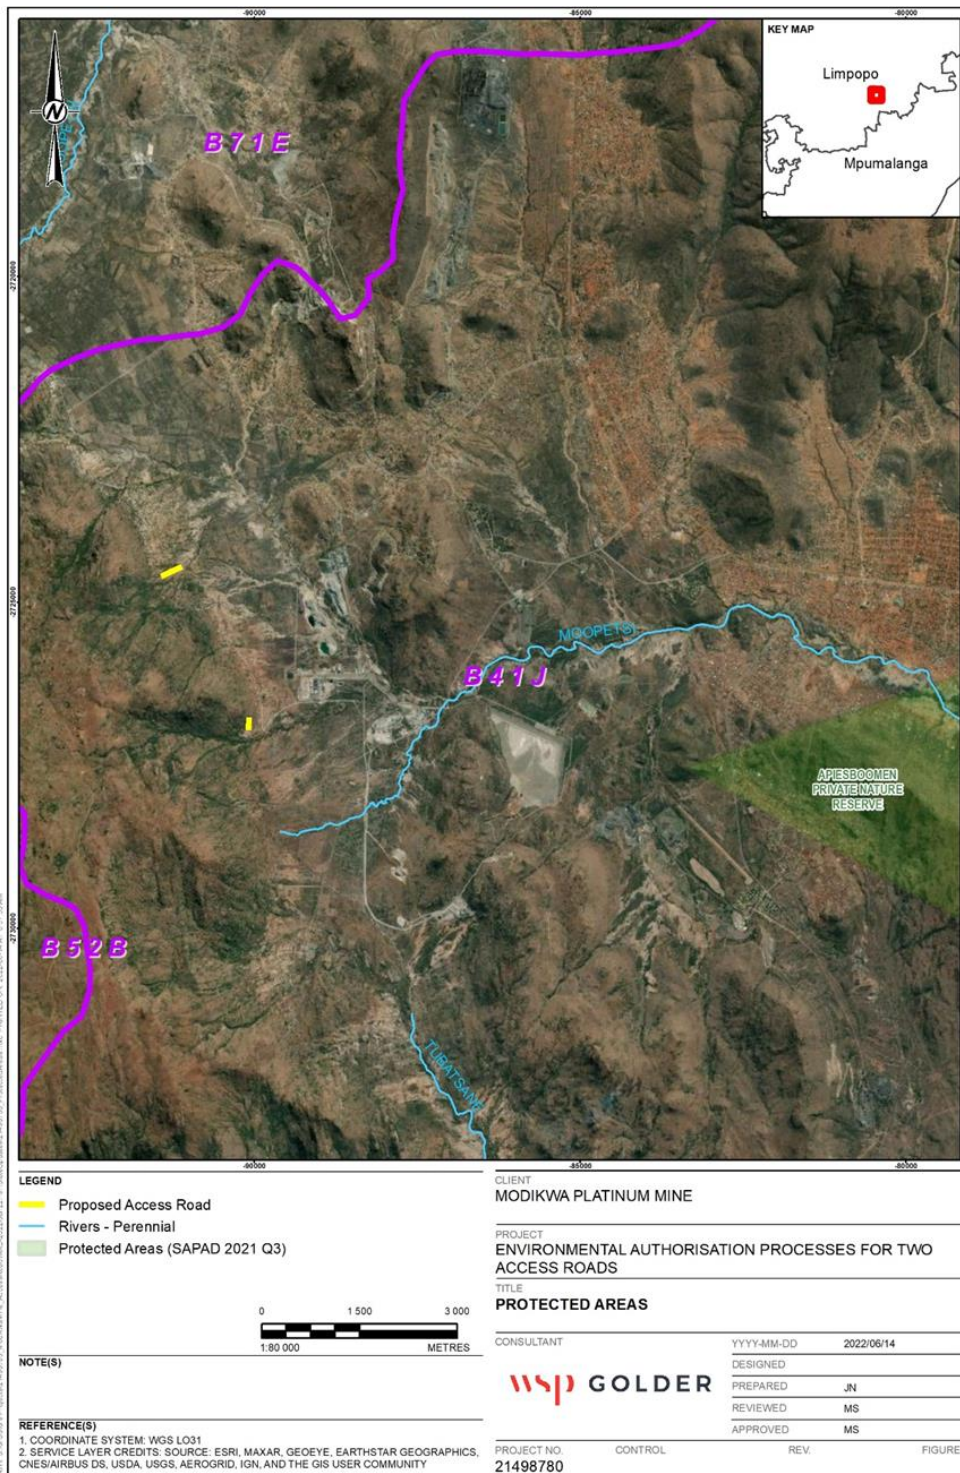 -90000
-85000
-80000
KEY MAP
Limpopo
Mpumalanga
N
B71E
-2720000
-2725000
MOOPETSI
B41J
APIESBOOMEN
PRIVATE NATURE
RESERVE
-2730000
B52B
TUBATSANE
-90000
-85000
-80000
LEGEND
Proposed Access Road
Rivers - Perennial
Protected Areas (SAPAD 2021 Q3)
0 1 500 3 000
1:80 000 METRES
NOTE(S)
REFERENCE(S)
1. COORDINATE SYSTEM: WGS LO31
2. SERVICE LAYER CREDITS: SOURCE: ESRI, MAXAR, GEOEYE, EARTHSTAR GEOGRAPHICS,
CNES/AIRBUS DS, USDA, USGS, AEROGRID, IGN, AND THE GIS USER COMMUNITY
CLIENT
MODIKWA PLATINUM MINE
PROJECT
ENVIRONMENTAL AUTHORISATION PROCESSES FOR TWO
ACCESS ROADS
TITLE
PROTECTED AREAS
CONSULTANT
wsp GOLDER
YYYY-MM-DD 2022/06/14
DESIGNED
PREPARED JN
REVIEWED MS
APPROVED MS
PROJECT NO. CONTROL REV. FIGURE
21498780